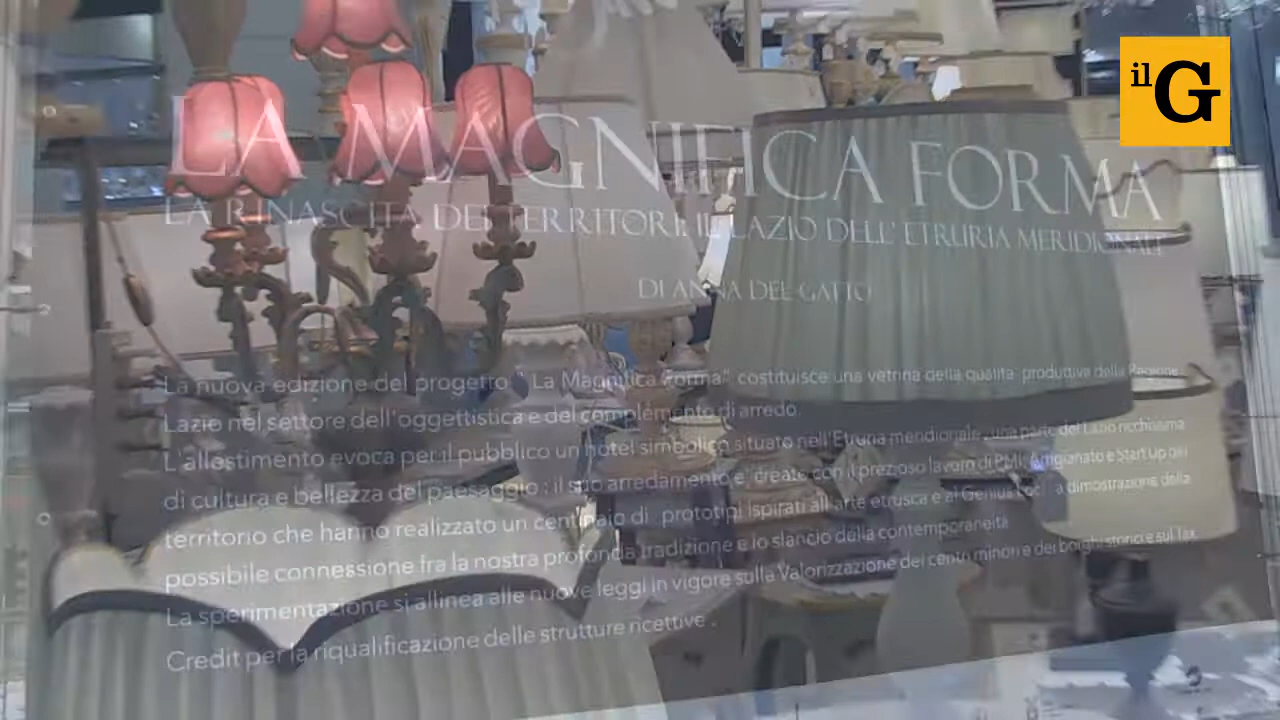 il G
LA MAGNIFICA FORMA
LA RINASCITA DEI TERRITORI: IL LAZIO DELL' ETRURIA MERIDIONALE
DI ANNA DEL GATTO
La nuova edizione del progetto " La Magnifica Forma" costituisce una vetrina della qualita' produttiva della Regione
Lazio nel settore dell'oggettistica e del complemento di arredo.
L'allestimento evoca per il pubblico un hotel simbolico situato nell'Etruria meridionale, una parte del Lazio ricchissima
di cultura e bellezza del paesaggio : il suo arredamento e' create con il prezioso lavoro di PMI, Artigianato e Start up del
territorio che hanno realizzato un centinaio di prototipi ispirati all'arte etrusca e al Genius Loci a dimostrazione della
possibile connessione fra la nostra profonda tradizione e lo slancio della contemporaneità
La sperimentazione si allinea alle nuove leggi in vigore sulla Valorizzazione dei centri minori e dei borghi storici e sul Tax
Credit per la riqualificazione delle strutture ricettive .